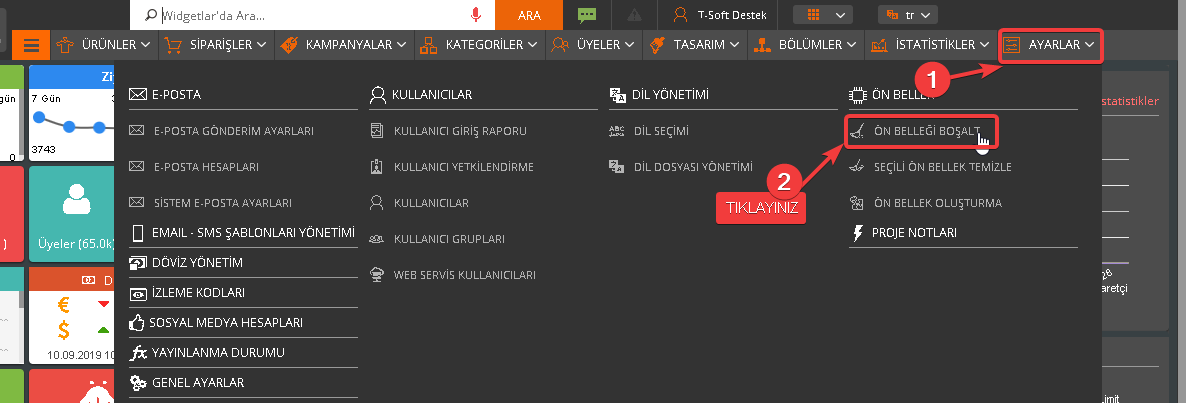 Widgetlar'da Ara...
ARA
T-Soft Destek
tr
ÜRÜNLER
SİPARİŞLER
KAMPANYALAR
KATEGORİLER
ÜYELER
TASARIM
BÖLÜMLER
İSTATİSTİKLER
AYARLAR
1
gün
0
)
Zi
7 Gün
3743
Üyeler (65.0k)
D
€
$
10.09.2019 10
E-POSTA
E-POSTA GÖNDERİM AYARLARI
E-POSTA HESAPLARI
SİSTEM E-POSTA AYARLARI
EMAIL - SMS ŞABLONLARI YÖNETİMİ
DÖVİZ YÖNETİM
İZLEME KODLARI
SOSYAL MEDYA HESAPLARI
fx YAYINLANMA DURUMU
GENEL AYARLAR
KULLANICILAR
KULLANICI GİRİŞ RAPORU
KULLANICI YETKİLENDİRME
KULLANICILAR
KULLANICI GRUPLARI
WEB SERVİS KULLANICILARI
DİL YÖNETİMİ
ABC DİL SEÇİMİ
DİL DOSYASI YÖNETİMİ
2
TIKLAYINIZ
ÖN BELLEK
ÖN BELLEĞİ BOŞALT
SEÇİLİ ÖN BELLEK TEMİZLE
ÖN BELLEK OLUŞTURMA
PROJE NOTLARI
statistikler
28
aretçi
imit